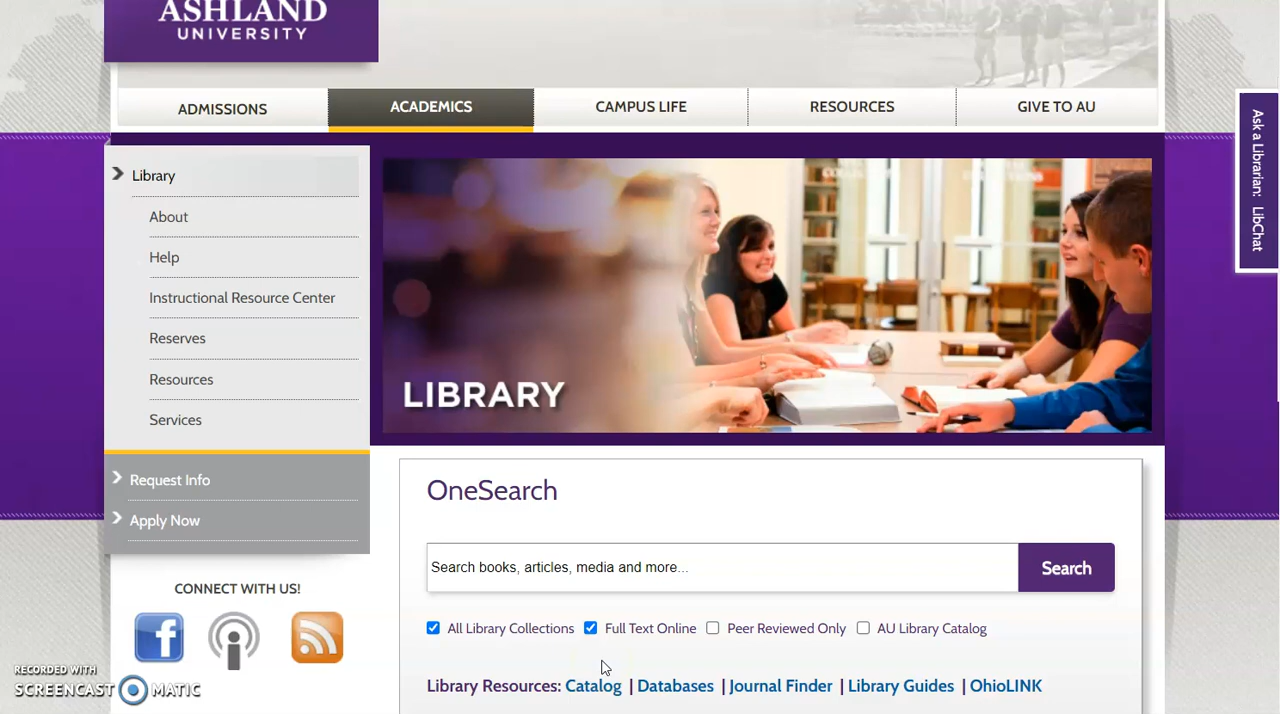 ASHLAND
UNIVERSITY
ADMISSIONS
ACADEMICS
CAMPUS LIFE
RESOURCES
GIVE TO AU
Library
About
Help
Instructional Resource Center
Reserves
Resources
Services
Request Info
Apply Now
CONNECT WITH US!
LIBRARY
OneSearch
Search books, articles, media and more...
Search
All Library Collections
Full Text Online
Peer Reviewed Only
AU Library Catalog
Library Resources: Catalog | Databases | Journal Finder | Library Guides | OhioLINK
Ask a Librarian: LibChat
RECORDED WITH
SCREENCAST MATIC